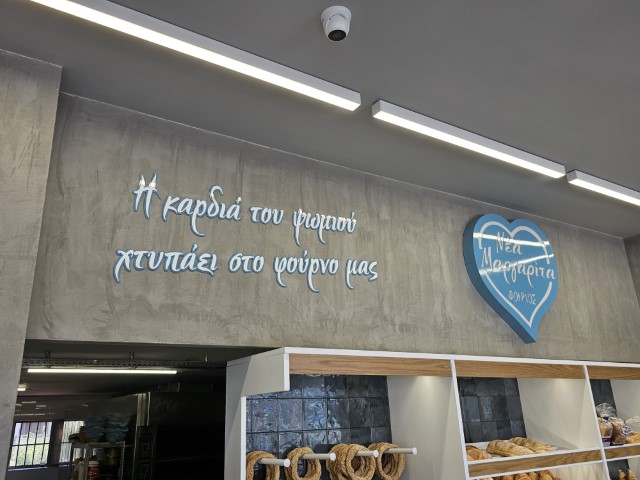 Η καρδιά του ψωμιού
χτυπάει στο φούρνο μας
Νέα
Μαργαρίτα
ΦΟΥΡΝΟΣ